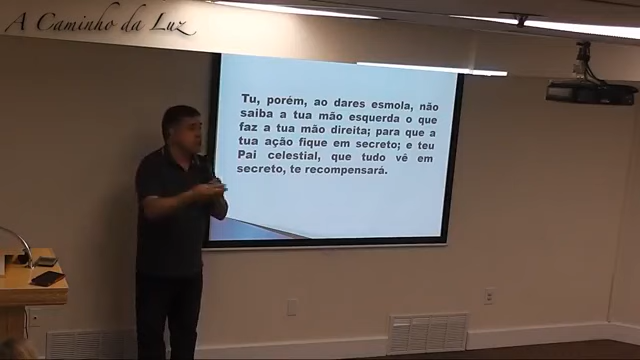 A Caminho da Luz
Tu, porém, ao dares esmola, não
saiba a tua mão esquerda o que
faz a tua mão direita; para que a
tua ação fique em secreto; e teu
Pai celestial, que tudo vê em
secreto, te recompensará.